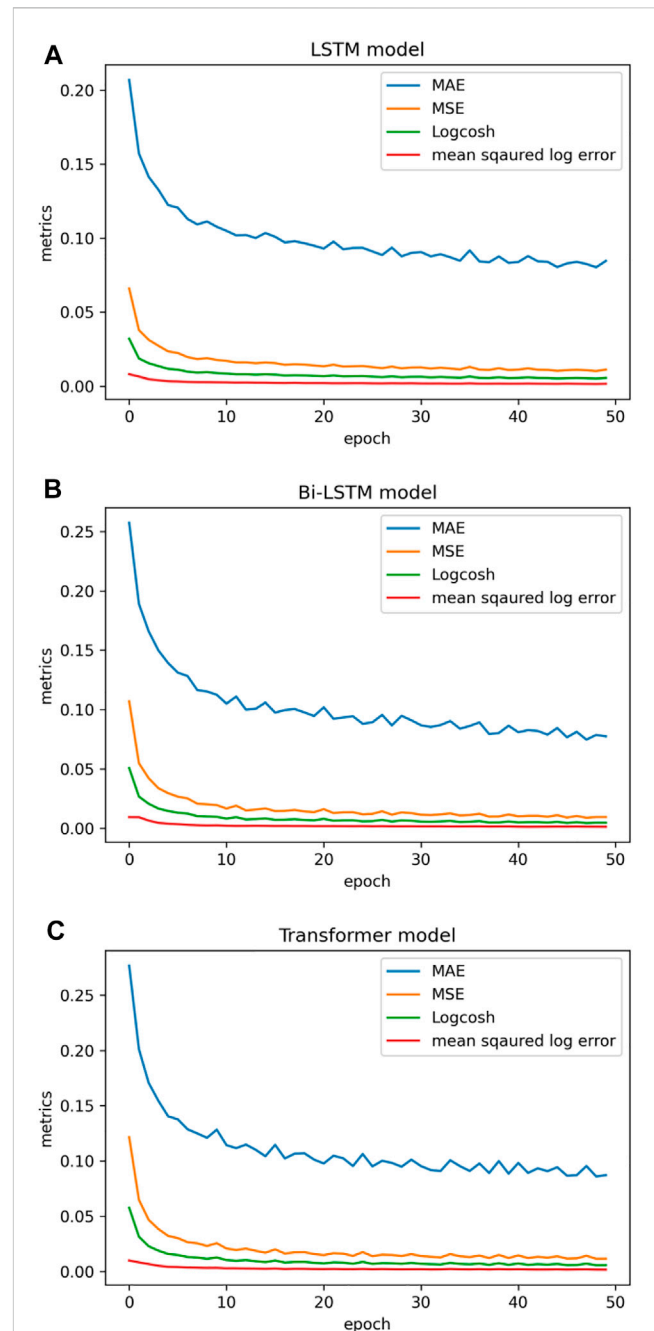 A
LSTM model
MAE
MSE
Logcosh
mean sqaured log error
metrics
0.20
0.15
0.10
0.05
0.00
0 10 20 30 40 50
epoch
B
Bi-LSTM model
MAE
MSE
Logcosh
mean sqaured log error
metrics
0.25
0.20
0.15
0.10
0.05
0.00
0 10 20 30 40 50
epoch
C
Transformer model
MAE
MSE
Logcosh
mean sqaured log error
metrics
0.25
0.20
0.15
0.10
0.05
0.00
0 10 20 30 40 50
epoch